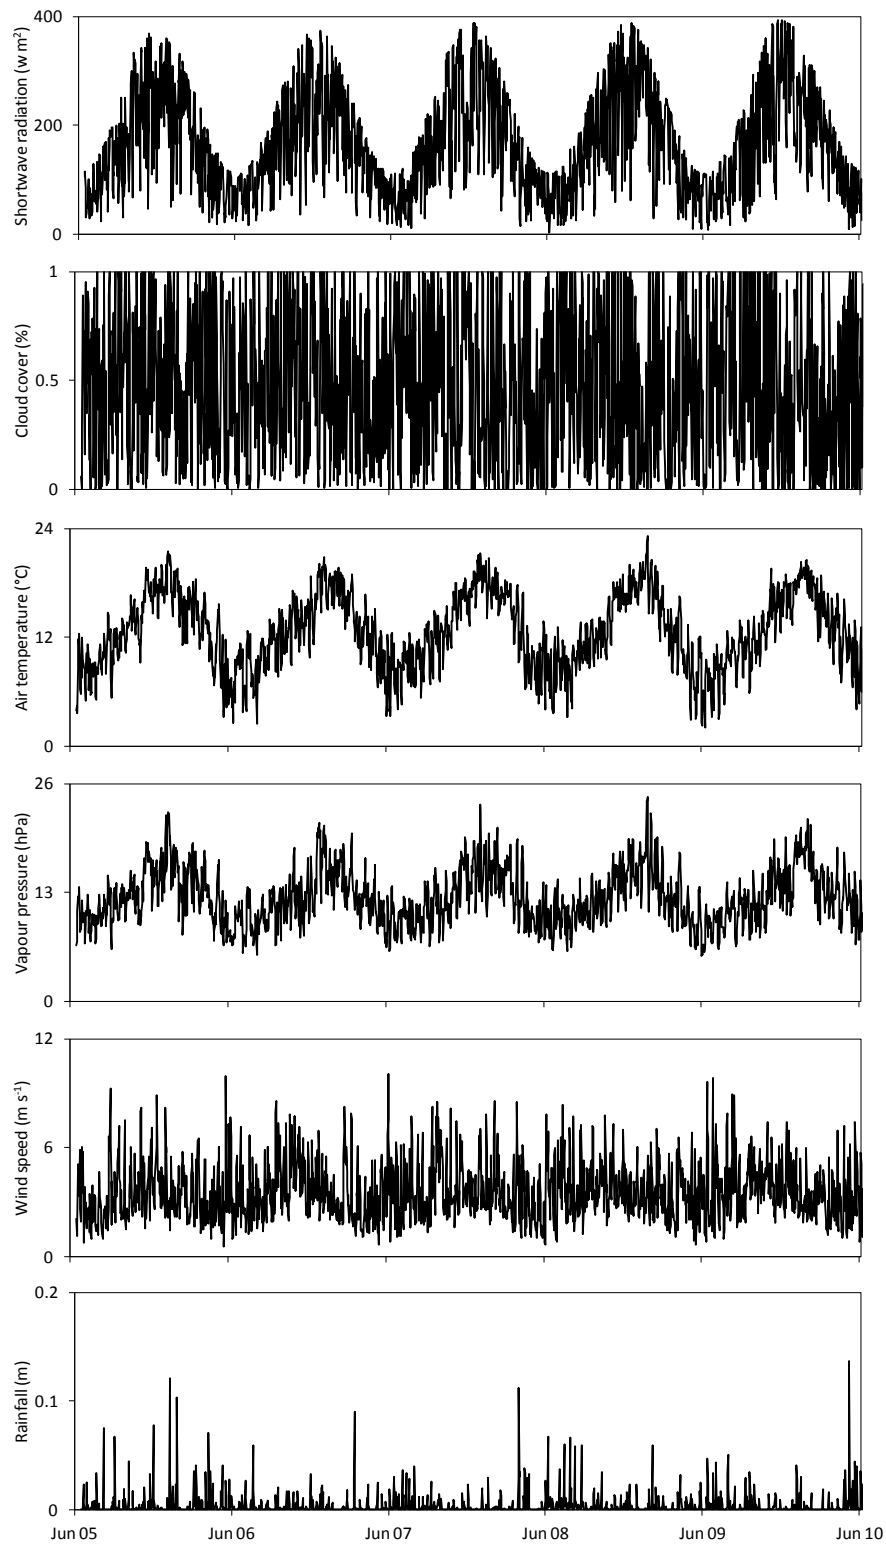 Shortwave radiation (w m²)
400
200
0
Cloud cover (%)
1
0.5
0
Air temperature (°C)
24
12
0
Vapour pressure (hPa)
26
13
0
Wind speed (m s⁻¹)
12
6
0
Rainfall (m)
0.2
0.1
0
Jun 05 Jun 06 Jun 07 Jun 08 Jun 09 Jun 10